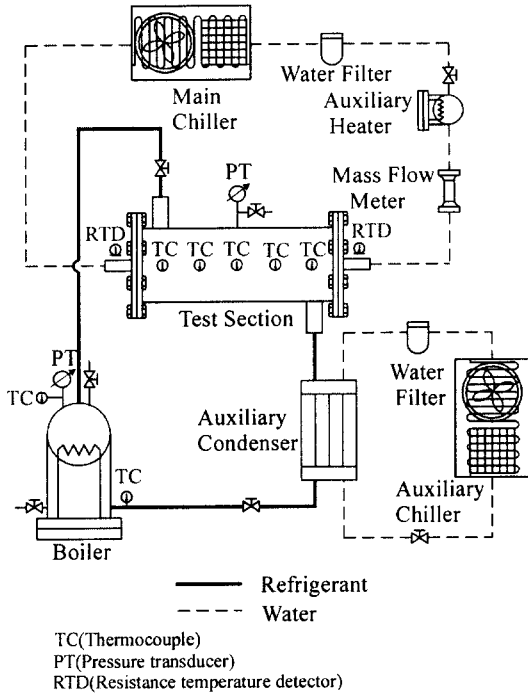 Main
Chiller
Water Filter
Auxiliary
Heater
PT
Mass Flow
Meter
RTD
TC
TC
TC
TC
TC
RTD
Test Section
PT
TC
Water
Filter
Auxiliary
Condenser
TC
Auxiliary
Chiller
Boiler
Refrigerant
Water
TC(Thermocouple)
PT(Pressure transducer)
RTD(Resistance temperature detector)